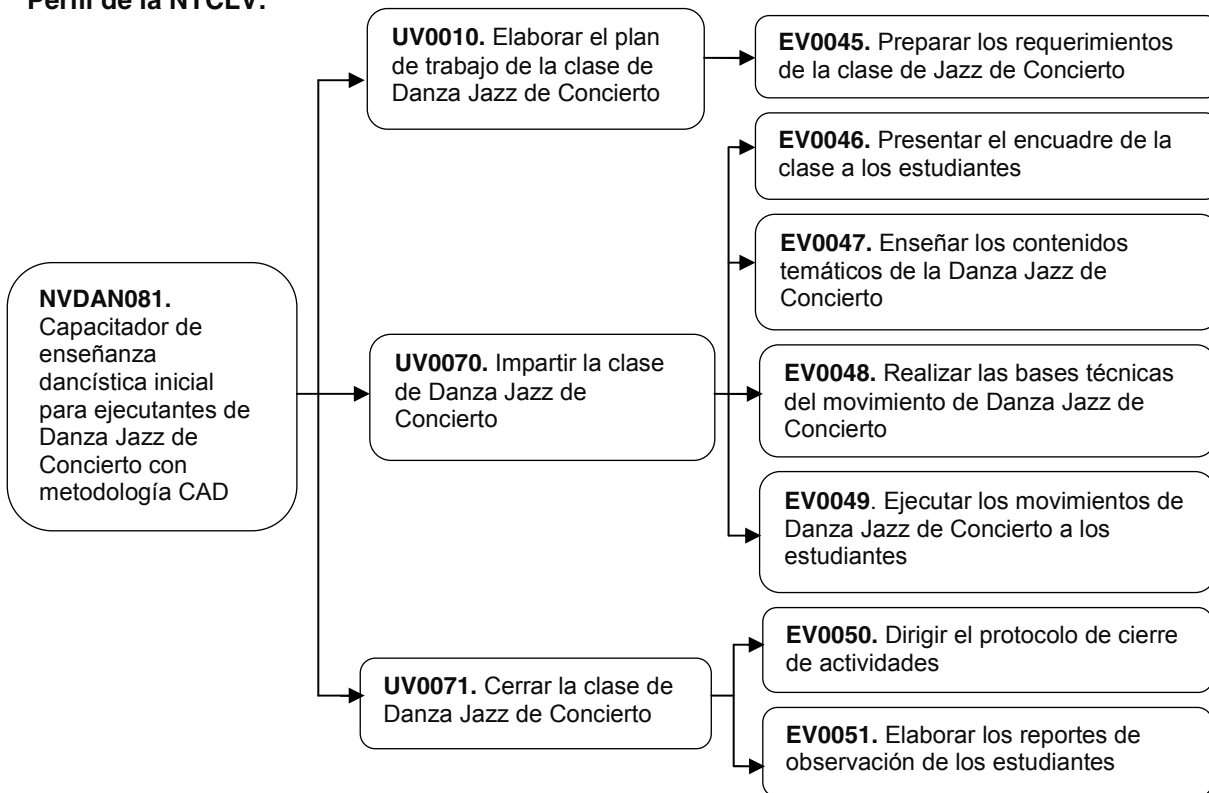 Perfil de la NTCLV:
UV0010. Elaborar el plan
de trabajo de la clase de
Danza Jazz de Concierto
EV0045. Preparar los requerimientos
de la clase de Jazz de Concierto
EV0046. Presentar el encuadre de la
clase a los estudiantes
EV0047. Enseñar los contenidos
temáticos de la Danza Jazz de
Concierto
NVDAN081.
Capacitador de
enseñanza
dancística inicial
para ejecutantes de
Danza Jazz de
Concierto con
metodología CAD
UV0070. Impartir la clase
de Danza Jazz de
Concierto
EV0048. Realizar las bases técnicas
del movimiento de Danza Jazz de
Concierto
EV0049. Ejecutar los movimientos de
Danza Jazz de Concierto a los
estudiantes
UV0071. Cerrar la clase de
Danza Jazz de Concierto
EV0050. Dirigir el protocolo de cierre
de actividades
EV0051. Elaborar los reportes de
observación de los estudiantes